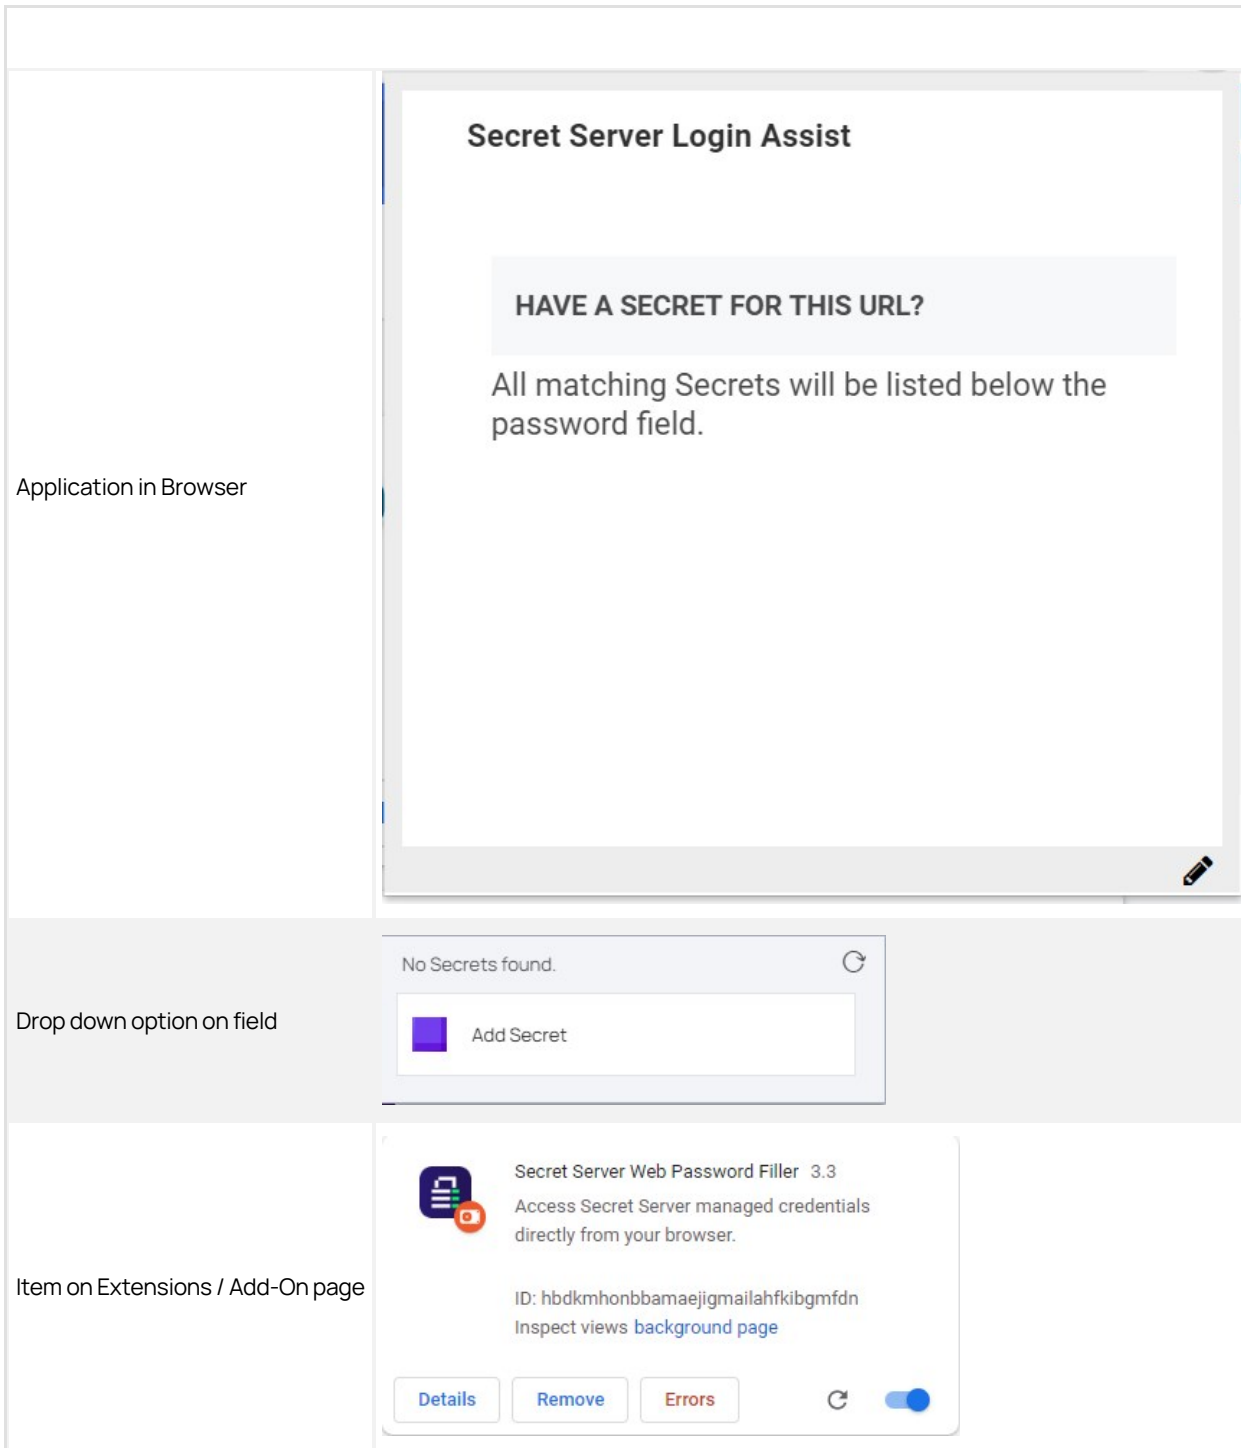 Secret Server Login Assist
HAVE A SECRET FOR THIS URL?
All matching Secrets will be listed below the
password field.
Application in Browser
No Secrets found.
Add Secret
Drop down option on field
Secret Server Web Password Filler 3.3
Access Secret Server managed credentials
directly from your browser.
Item on Extensions / Add-On page
ID: hbdkmhonbbamaejigmailahfkibgmfdn
Inspect views background page
Details Remove Errors